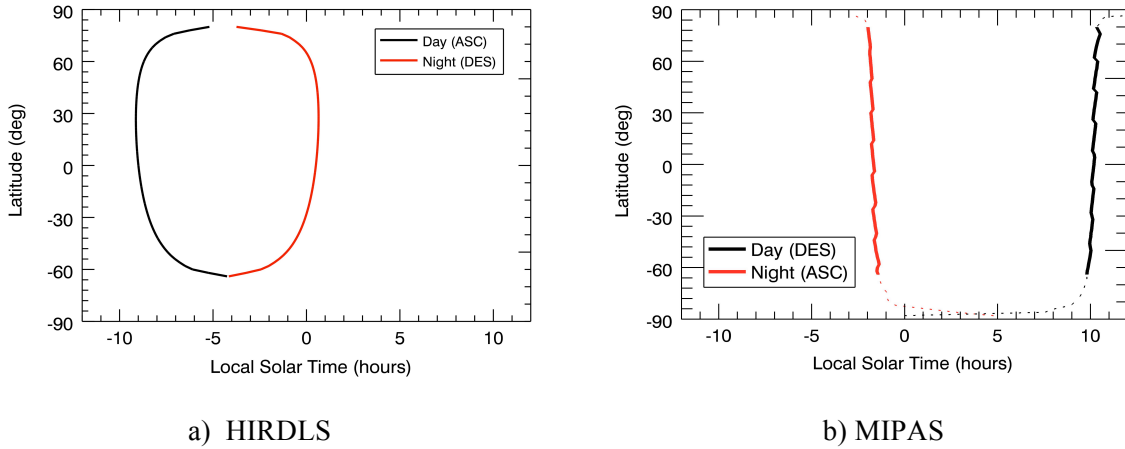 90
60
30
0
-30
-60
-90
Latitude (deg)
Day (ASC)
Night (DES)
-10
-5
0
5
10
Local Solar Time (hours)
a) HIRDLS
90
60
30
0
-30
-60
-90
Latitude (deg)
Day (DES)
Night (ASC)
-10
-5
0
5
10
Local Solar Time (hours)
b) MIPAS